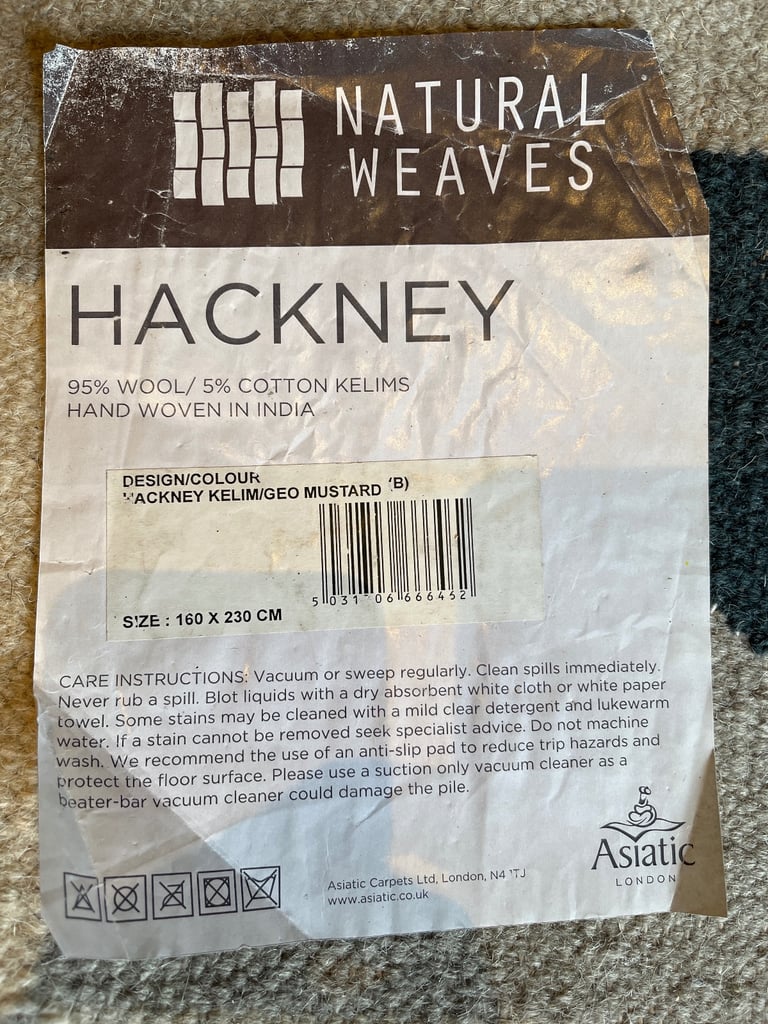 NATURAL
WEAVES
HACKNEY
95% WOOL/ 5% COTTON KELIMS
HAND WOVEN IN INDIA
DESIGN/COLOUR
HACKNEY KELIM/GEO MUSTARD (B)
5 031 06 666452
SIZE : 160 X 230 CM
CARE INSTRUCTIONS: Vacuum or sweep regularly. Clean spills immediately.
Never rub a spill. Blot liquids with a dry absorbent white cloth or white paper
towel. Some stains may be cleaned with a mild clear detergent and lukewarm
water. If a stain cannot be removed seek specialist advice. Do not machine
wash. We recommend the use of an anti-slip pad to reduce trip hazards and
protect the floor surface. Please use a suction only vacuum cleaner as a
beater-bar vacuum cleaner could damage the pile.
Asiatic
LONDON
Asiatic Carpets Ltd, London, N4
www.asiatic.co.uk